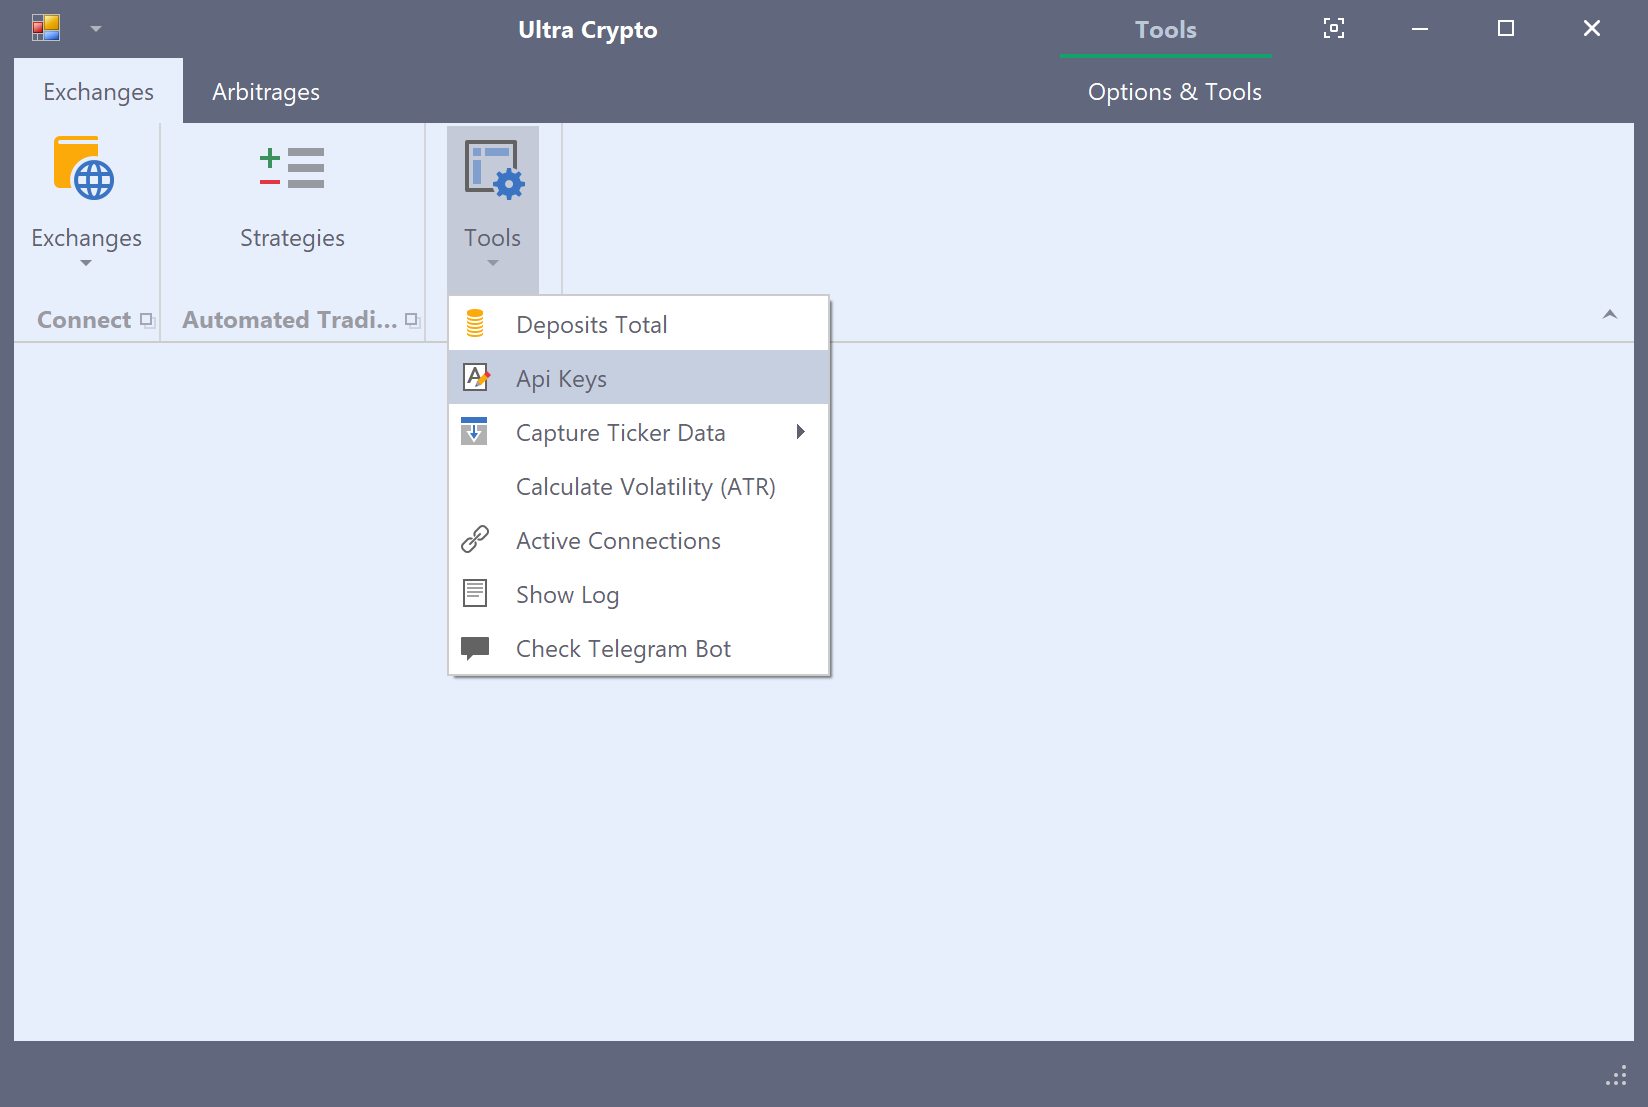 Ultra Crypto
Tools
Exchanges
Arbitrages
Options & Tools
Exchanges
Strategies
Tools
Connect
Automated Tradi...
Deposits Total
Api Keys
Capture Ticker Data
Calculate Volatility (ATR)
Active Connections
Show Log
Check Telegram Bot